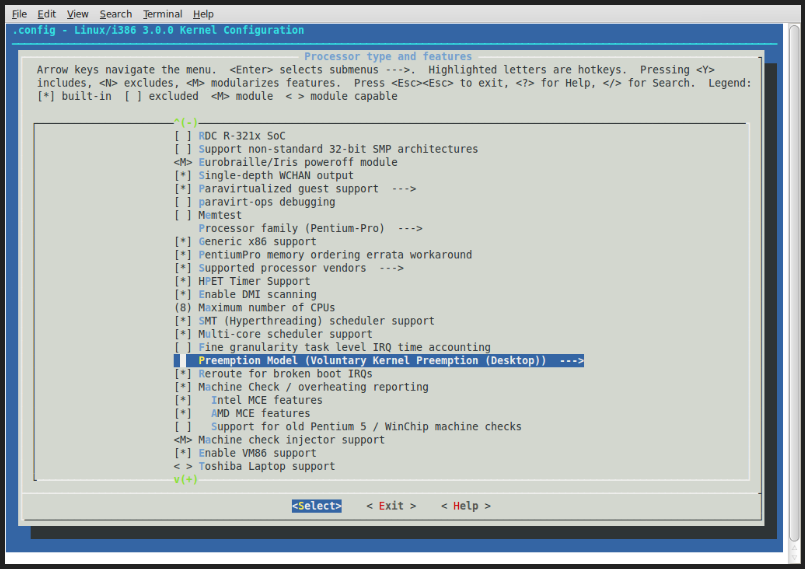 File Edit View Search Terminal Help
.config - Linux/i386 3.0.0 Kernel Configuration
Processor type and features
Arrow keys navigate the menu. <Enter> selects submenus --->. Highlighted letters are hotkeys. Pressing <Y>
includes, <N> excludes, <M> modularizes features. Press <Esc><Esc> to exit, <?> for Help, </> for Search. Legend:
[*] built-in [ ] excluded <M> module < > module capable
^(-)
[ ] RDC R-321x SoC
[ ] Support non-standard 32-bit SMP architectures
<M> Eurobraille/Iris poweroff module
[*] Single-depth WCHAN output
[*] Paravirtualized guest support --->
[ ] paravirt-ops debugging
[ ] Memtest
Processor family (Pentium-Pro) --->
[*] Generic x86 support
[*] PentiumPro memory ordering errata workaround
[*] Supported processor vendors --->
[*] HPET Timer Support
[*] Enable DMI scanning
(8) Maximum number of CPUs
[*] SMT (Hyperthreading) scheduler support
[*] Multi-core scheduler support
[ ] Fine granularity task level IRQ time accounting
Preemption Model (Voluntary Kernel Preemption (Desktop)) --->
[*] Reroute for broken boot IRQs
[*] Machine Check / overheating reporting
[*] Intel MCE features
[*] AMD MCE features
[ ] Support for old Pentium 5 / WinChip machine checks
<M> Machine check injector support
[*] Enable VM86 support
< > Toshiba Laptop support
v(+)
<Select> < Exit > < Help >